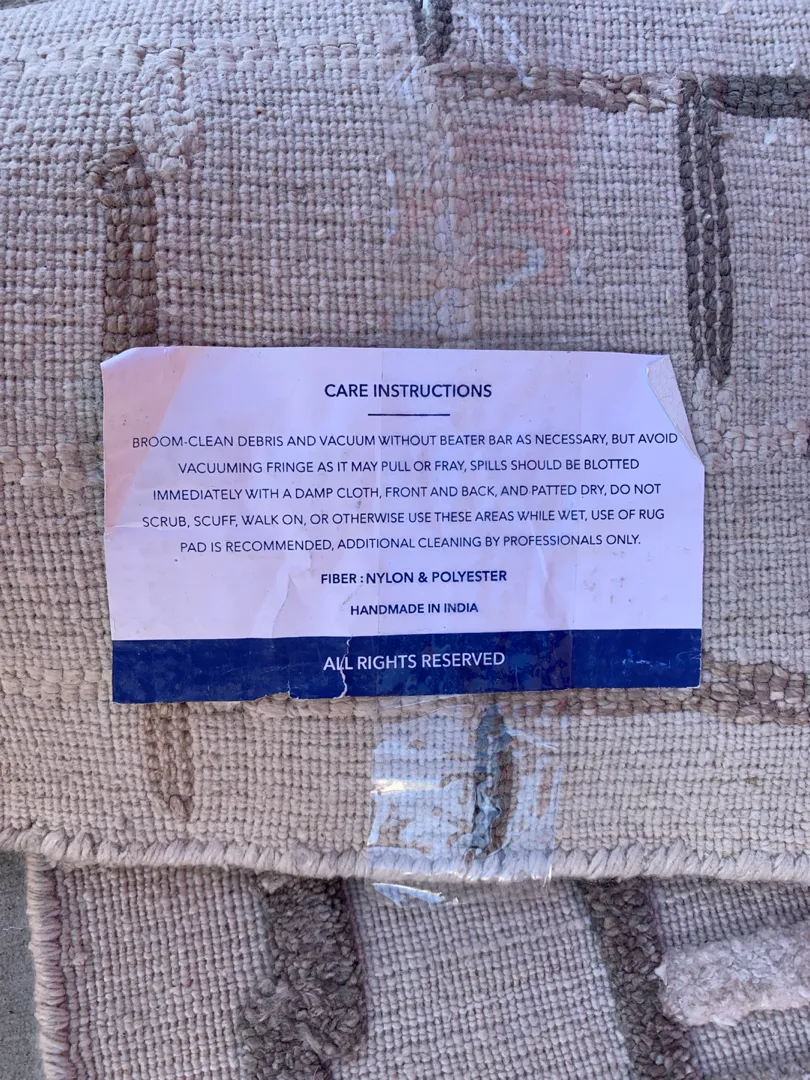 CARE INSTRUCTIONS
BROOM-CLEAN DEBRIS AND VACUUM WITHOUT BEATER BAR AS NECESSARY, BUT AVOID
VACUUMING FRINGE AS IT MAY PULL OR FRAY, SPILLS SHOULD BE BLOTTED
IMMEDIATELY WITH A DAMP CLOTH, FRONT AND BACK, AND PATTED DRY, DO NOT
SCRUB, SCUFF, WALK ON, OR OTHERWISE USE THESE AREAS WHILE WET, USE OF RUG
PAD IS RECOMMENDED, ADDITIONAL CLEANING BY PROFESSIONALS ONLY.
FIBER : NYLON & POLYESTER
HANDMADE IN INDIA
ALL RIGHTS RESERVED